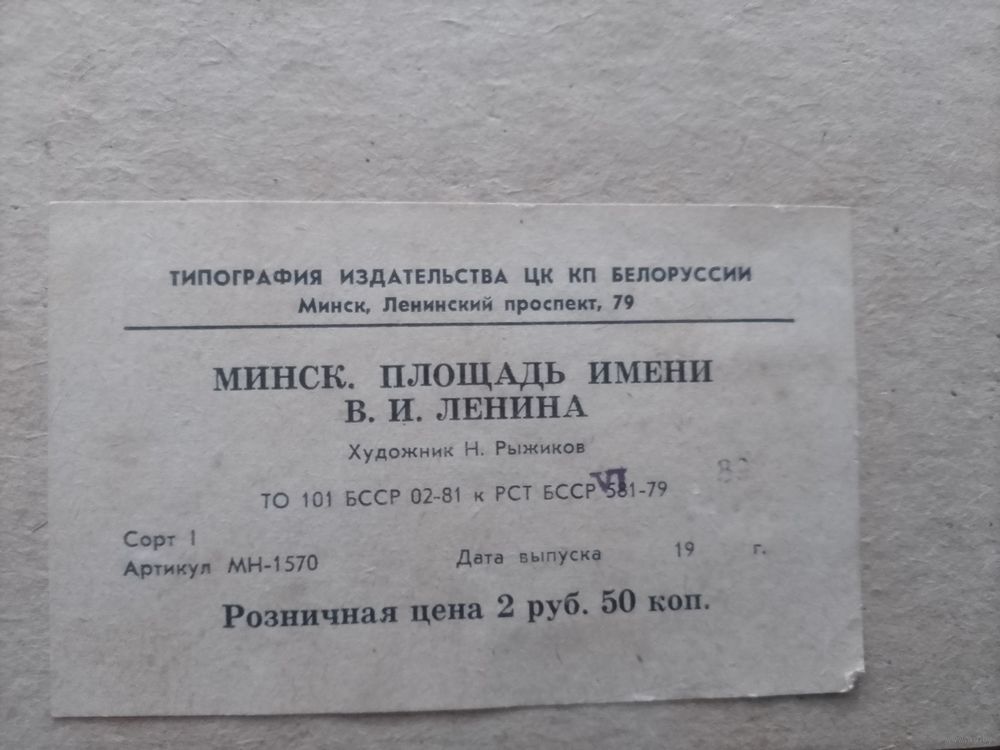 ТИПОГРАФИЯ ИЗДАТЕЛЬСТВА ЦК КП БЕЛОРУССИИ
Минск, Ленинский проспект, 79
МИНСК. ПЛОЩАДЬ ИМЕНИ
В. И. ЛЕНИНА
Художник Н. Рыжиков
VI
ТО 101 БССР 02-81 к РСТ БССР 581-79
Сорт I
Артикул МН-1570 Дата выпуска 19 г.
Розничная цена 2 руб. 50 коп.